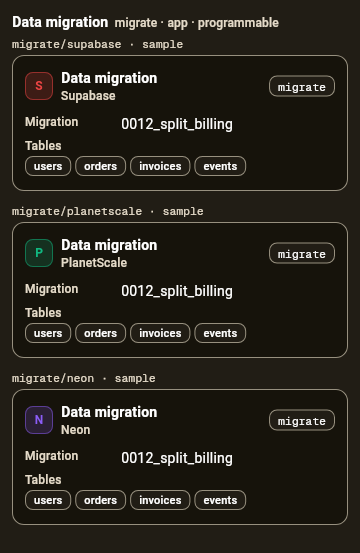 Data migration migrate · app · programmable
migrate/supabase · sample
S
Data migration
Supabase
migrate
Migration 0012_split_billing
Tables
users orders invoices events
migrate/planetscale · sample
P
Data migration
PlanetScale
migrate
Migration 0012_split_billing
Tables
users orders invoices events
migrate/neon · sample
N
Data migration
Neon
migrate
Migration 0012_split_billing
Tables
users orders invoices events